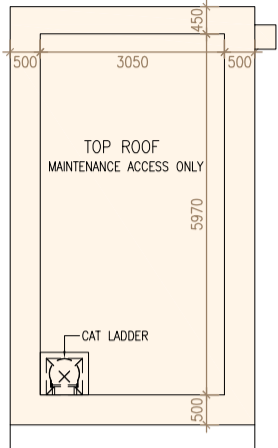 450
500 3050 500
TOP ROOF
MAINTENANCE ACCESS ONLY
5970
CAT LADDER
500